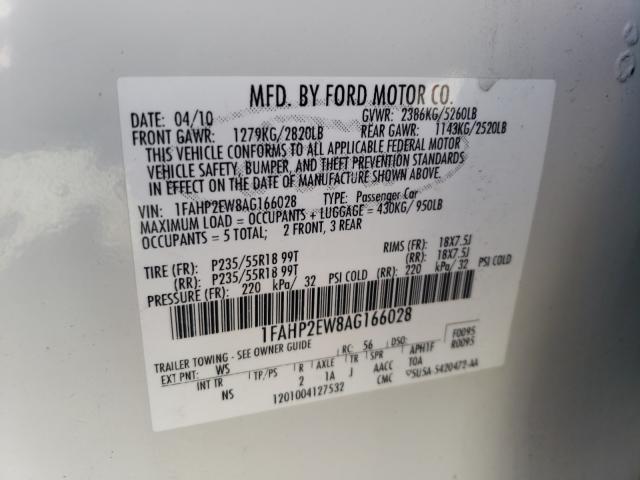 MFD. BY FORD MOTOR CO.
DATE: 04/10 GVWR: 2386KG/5260LB
FRONT GAWR: 1279KG/2820LB REAR GAWR: 1143KG/2520LB
THIS VEHICLE CONFORMS TO ALL APPLICABLE FEDERAL MOTOR
VEHICLE SAFETY, BUMPER, AND THEFT PREVENTION STANDARDS
IN EFFECT ON THE DATE OF MANUFACTURE SHOWN ABOVE.
VIN: 1FAHP2EW8AG166028 TYPE: Passenger Car
MAXIMUM LOAD = OCCUPANTS + LUGGAGE = 430KG/ 950LB
OCCUPANTS = 5 TOTAL; 2 FRONT, 3 REAR
TIRE (FR): P235/55R18 99T RIMS (FR): 18X7.5J
(RR): P235/55R18 99T (RR): 18X7.5J
PRESSURE (FR): 220 kPa/ 32 PSI COLD (RR): 220 kPa/ 32 PSI COLD
1FAHP2EW8AG166028
TRAILER TOWING - SEE OWNER GUIDE RC: 56 DSO: F0095
EXT PNT: WS APH1F R0095
INT TR TP/PS R AXLE TR SPR TOA
NS 2 1A J AACC CMC 5U5A-5420472-AA
1201004127532